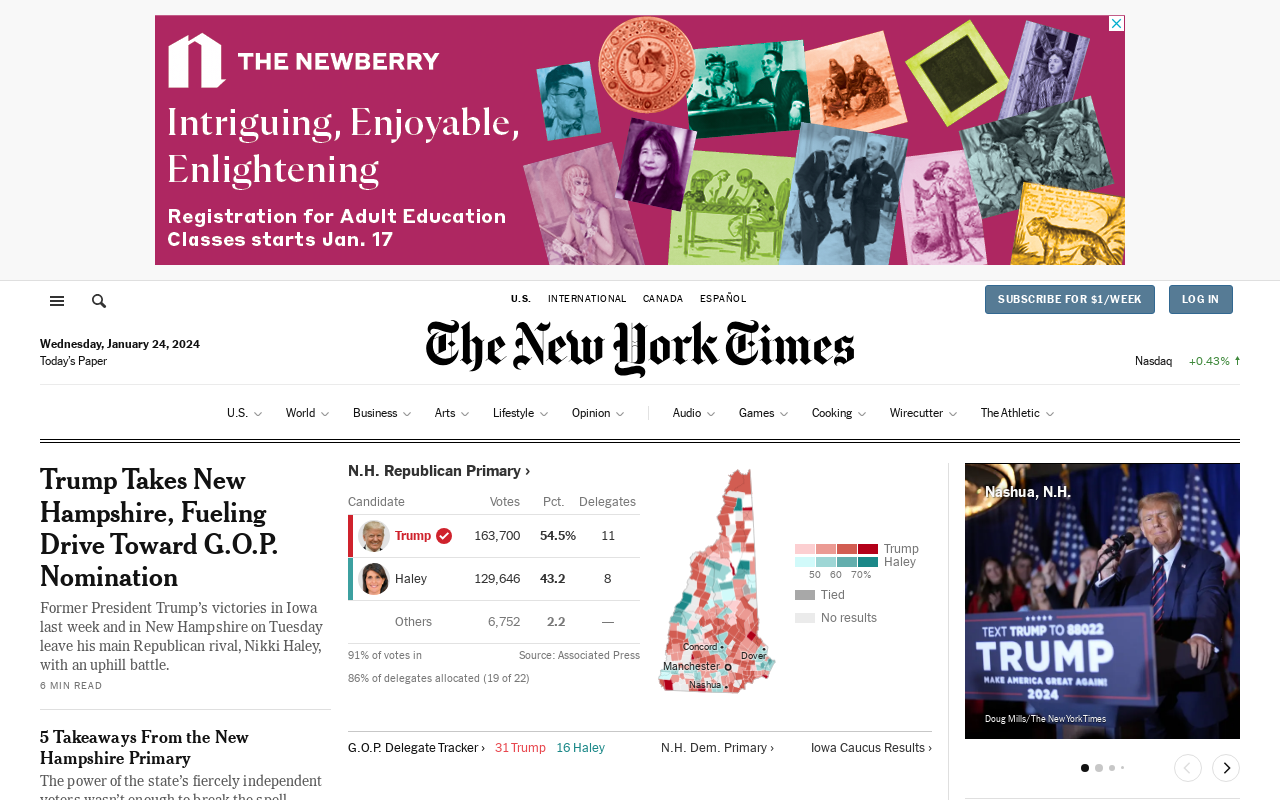 THE NEWBERRY
Intriguing, Enjoyable,
Enlightening
Registration for Adult Education
Classes starts Jan. 17
U.S. INTERNATIONAL CANADA ESPAÑOL
SUBSCRIBE FOR $1/WEEK LOG IN
The New York Times
Wednesday, January 24, 2024
Today's Paper
Nasdaq +0.43%
U.S. World Business Arts Lifestyle Opinion Audio Games Cooking Wirecutter The Athletic
Trump Takes New
Hampshire, Fueling
Drive Toward G.O.P.
Nomination
Former President Trump’s victories in Iowa
last week and in New Hampshire on Tuesday
leave his main Republican rival, Nikki Haley,
with an uphill battle.
6 MIN READ
5 Takeaways From the New
Hampshire Primary
The power of the state’s fiercely independent
voters wasn’t enough to break the spell
N.H. Republican Primary ›
Candidate Votes Pct. Delegates
Trump 163,700 54.5% 11
Haley 129,646 43.2 8
Others 6,752 2.2 —
91% of votes in Source: Associated Press
86% of delegates allocated (19 of 22)
Concord
Dover
Manchester
Nashua
Trump
Haley
50 60 70%
Tied
No results
G.O.P. Delegate Tracker › 31 Trump 16 Haley
N.H. Dem. Primary ›
Iowa Caucus Results ›
Nashua, N.H.
TEXT TRUMP TO 88022
TRUMP
MAKE AMERICA GREAT AGAIN!
2024
Doug Mills/The New York Times